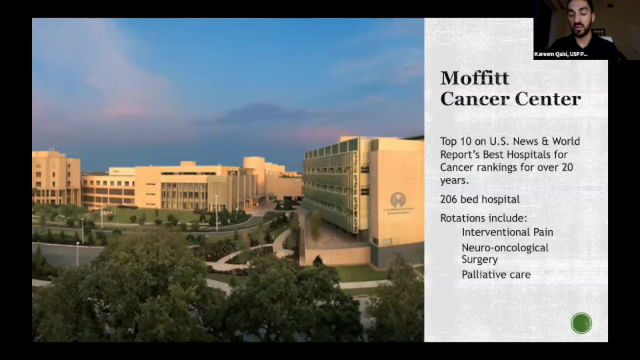 Kareem Qaisi, USF P...
Moffitt
Cancer Center
Top 10 on U.S. News & World
Report's Best Hospitals for
Cancer rankings for over 20
years.
206 bed hospital
Rotations include:
Interventional Pain
Neuro-oncological
Surgery
Palliative care